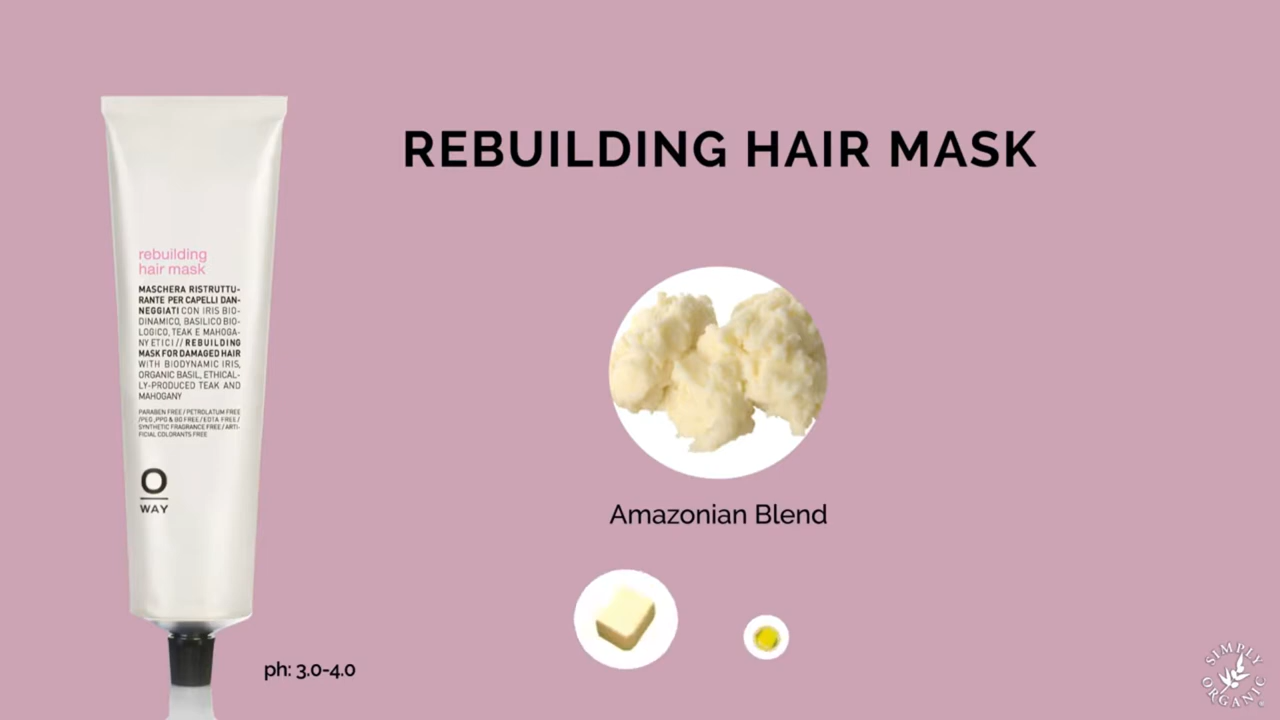 REBUILDING HAIR MASK
rebuilding
hair mask
MASCHERA RISTRUTTU-
RANTE PER CAPELLI DAN-
NEGGIATI CON IRIS BIO-
DINAMICO, BASILICO BIO-
LOGICO, TEAK E MAHOGA-
NY ETICI // REBUILDING
MASK FOR DAMAGED HAIR
WITH BIODYNAMIC IRIS,
ORGANIC BASIL, ETHICAL-
LY-PRODUCED TEAK AND
MAHOGANY
PARABEN FREE / PETROLATUM FREE
/PEG ,PPG & BG FREE / EDTA FREE /
SYNTHETIC FRAGRANCE FREE / ARTI-
FICIAL COLORANTS FREE
O
WAY
Amazonian Blend
ph: 3.0-4.0
SIMPLY
ORGANIC